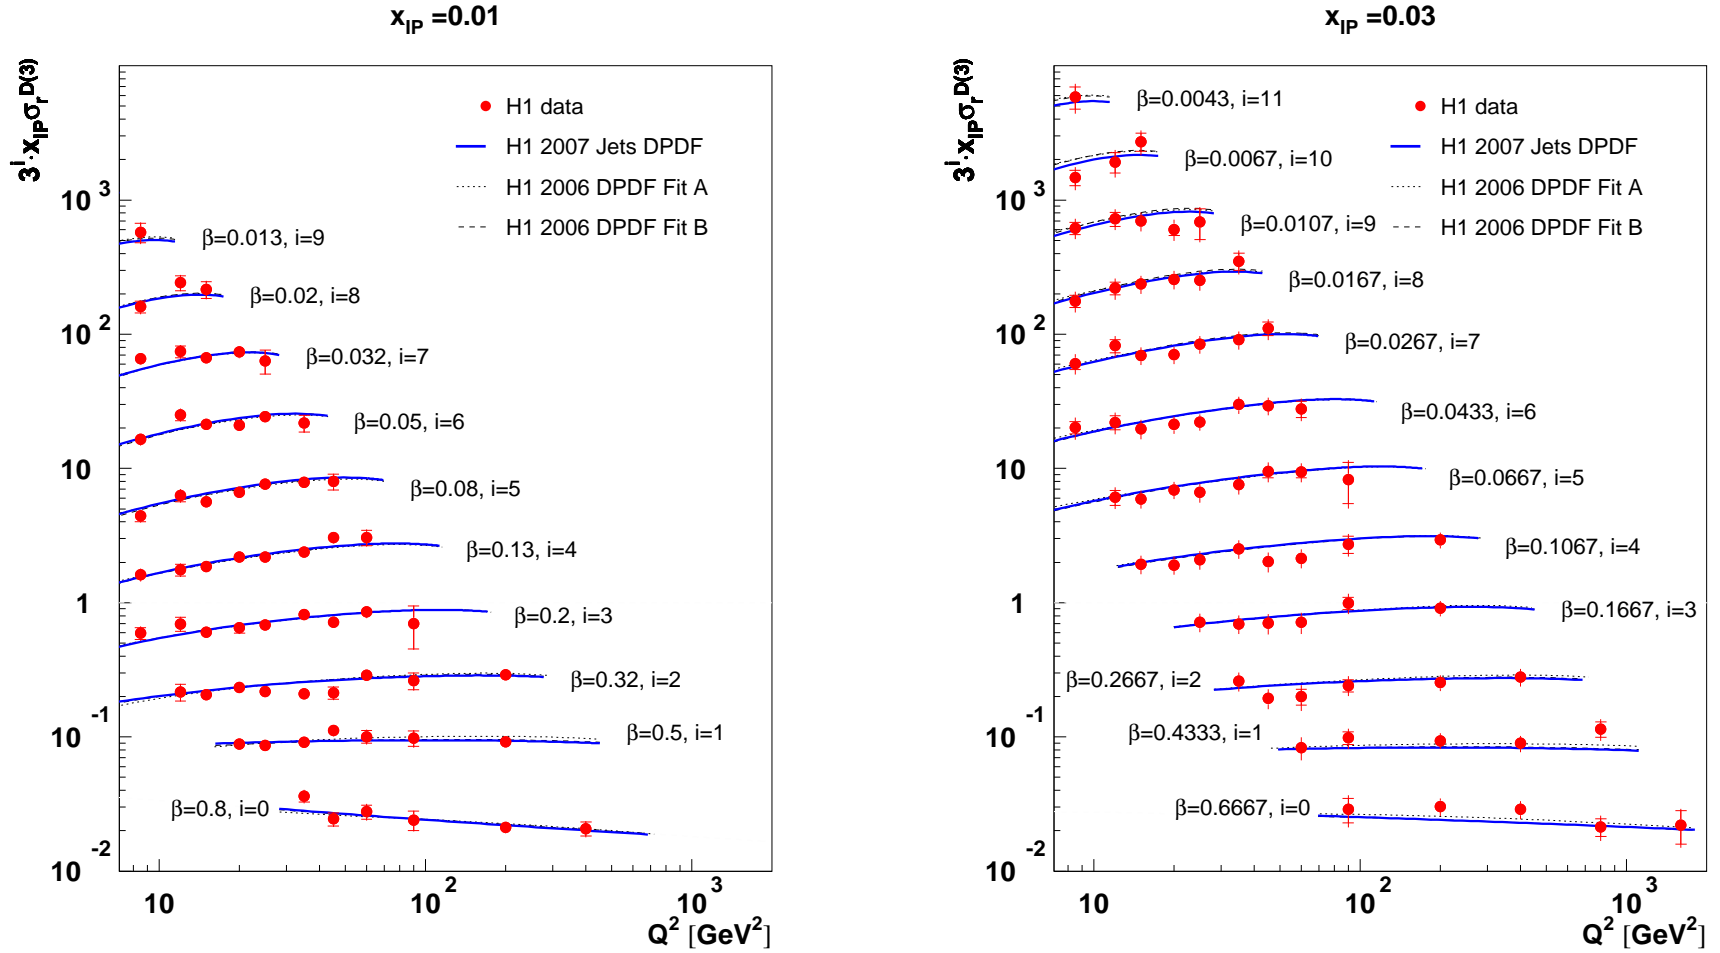 x_IP =0.01
3^i·x_IP σ_r^D(3)
H1 data
H1 2007 Jets DPDF
H1 2006 DPDF Fit A
H1 2006 DPDF Fit B
10^3
β=0.013, i=9
β=0.02, i=8
10^2
β=0.032, i=7
β=0.05, i=6
10
β=0.08, i=5
β=0.13, i=4
1
β=0.2, i=3
β=0.32, i=2
10^-1
β=0.5, i=1
β=0.8, i=0
10^-2
10
10^2
10^3
Q^2 [GeV^2]
x_IP =0.03
3^i·x_IP σ_r^D(3)
β=0.0043, i=11
H1 data
H1 2007 Jets DPDF
H1 2006 DPDF Fit A
H1 2006 DPDF Fit B
β=0.0067, i=10
10^3
β=0.0107, i=9
β=0.0167, i=8
10^2
β=0.0267, i=7
β=0.0433, i=6
10
β=0.0667, i=5
β=0.1067, i=4
1
β=0.1667, i=3
β=0.2667, i=2
10^-1
β=0.4333, i=1
β=0.6667, i=0
10^-2
10
10^2
10^3
Q^2 [GeV^2]